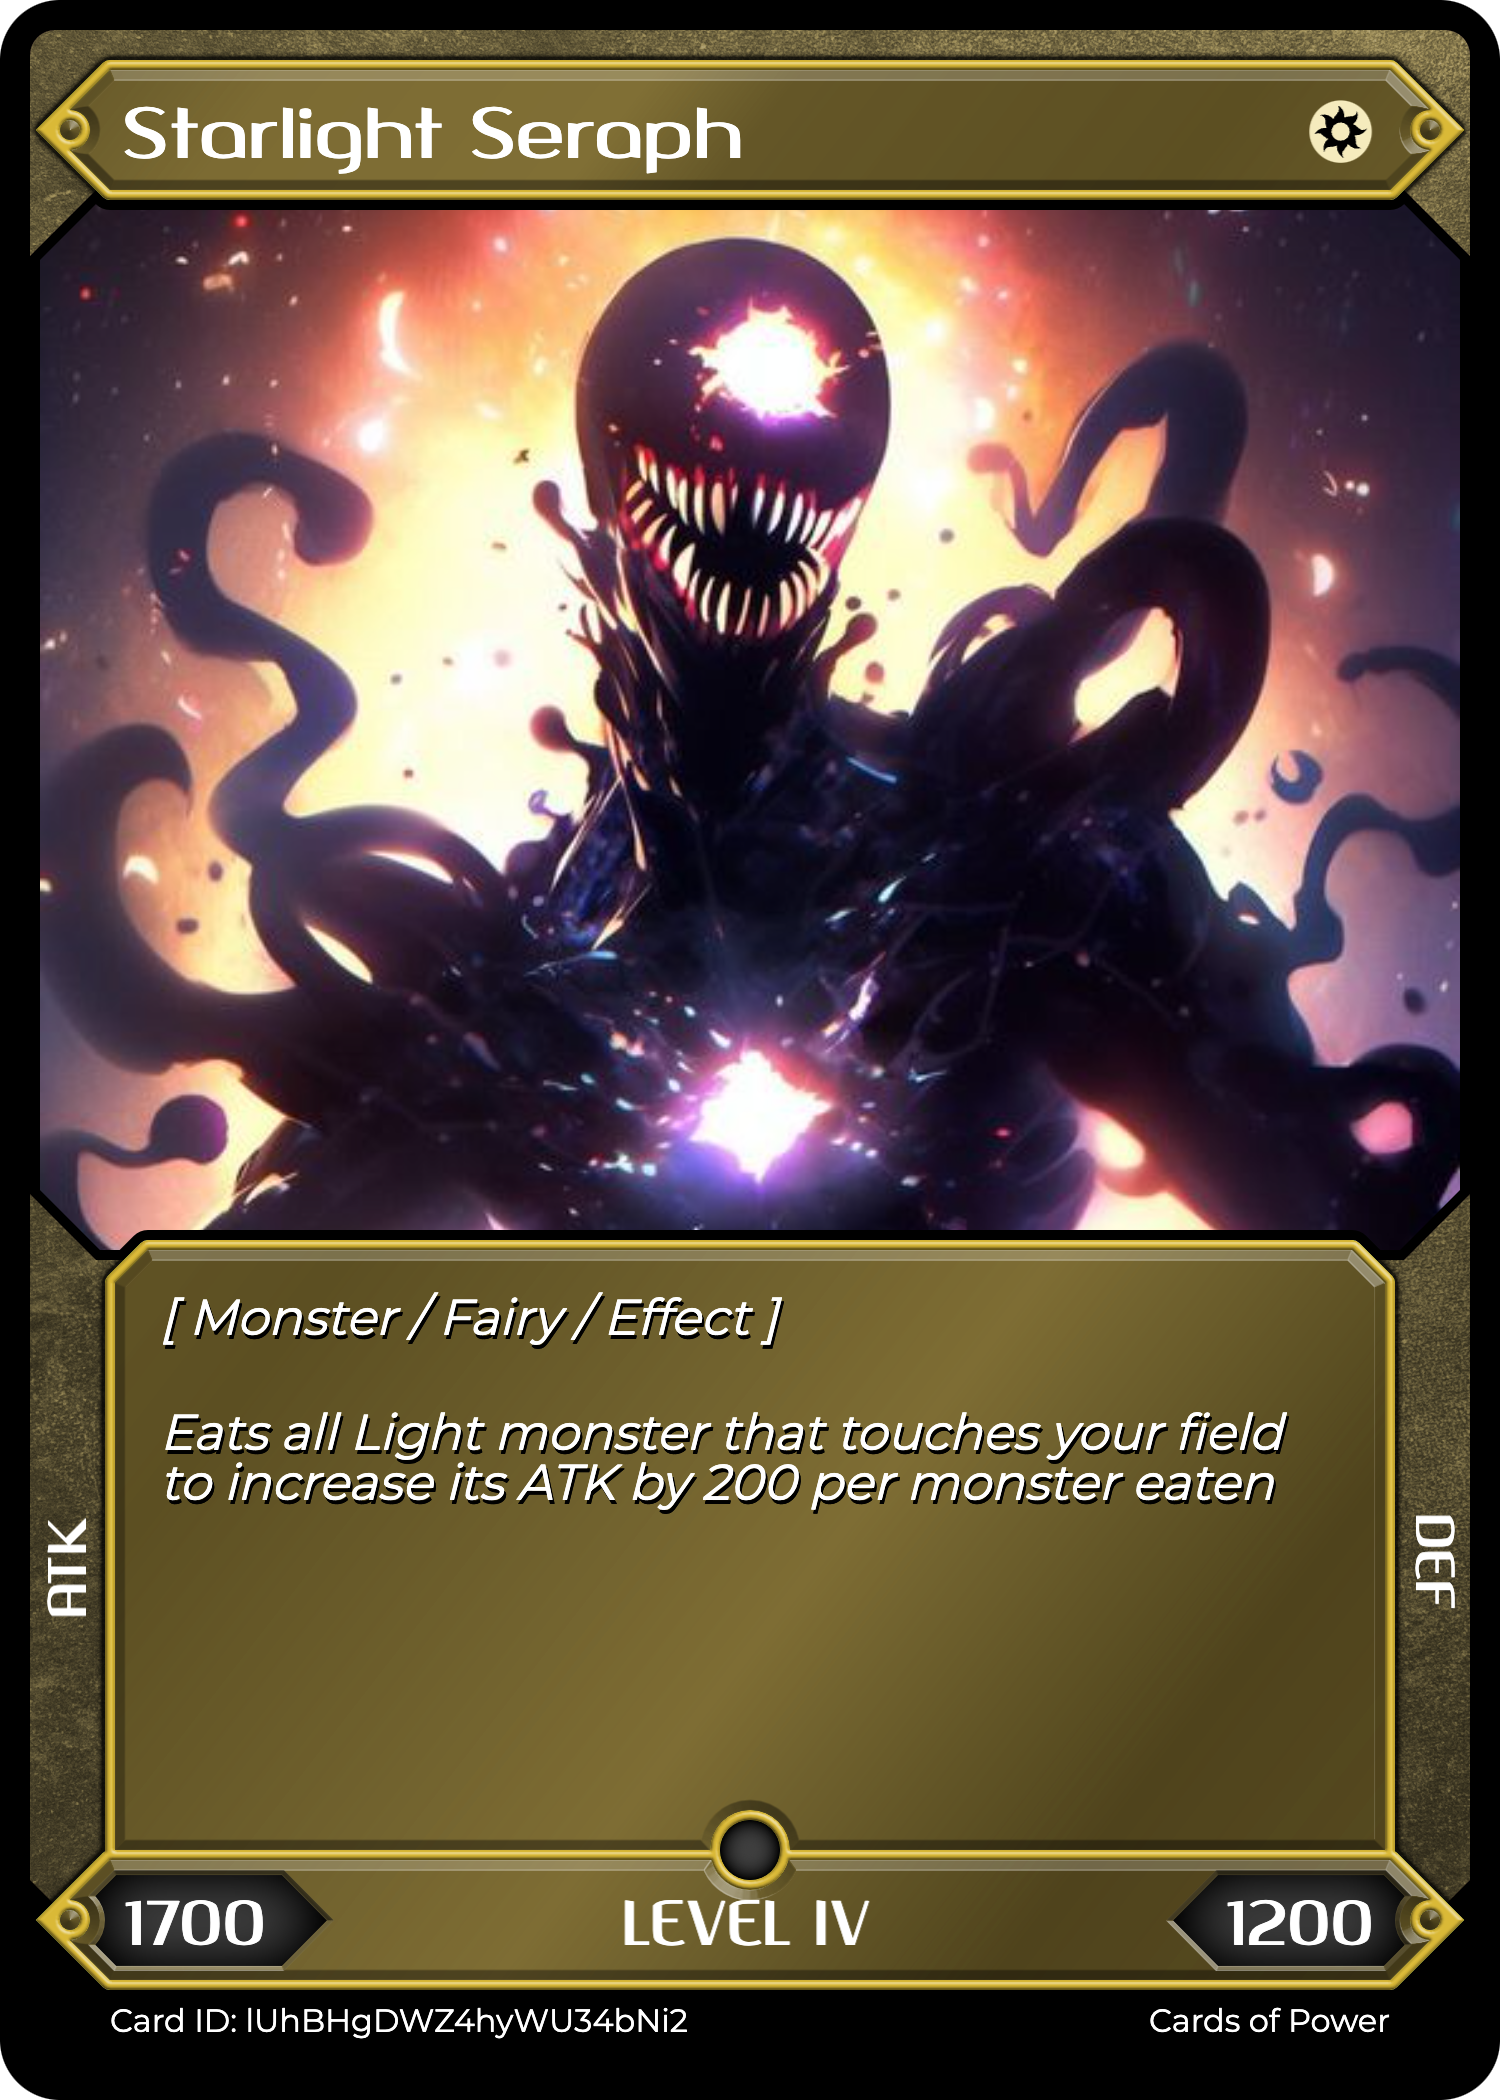 Starlight Seraph
[ Monster / Fairy / Effect ]
Eats all Light monster that touches your field
to increase its ATK by 200 per monster eaten
ATK
DEF
1700
LEVEL IV
1200
Card ID: lUhBHgDWZ4hyWU34bNi2
Cards of Power